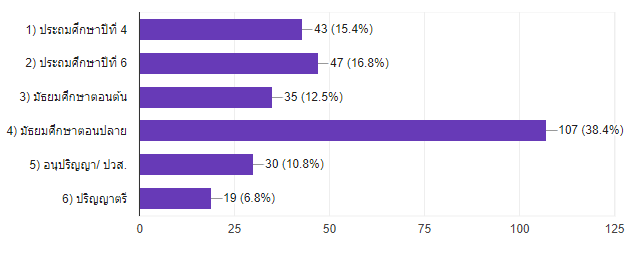 1) ประถมศึกษาปีที่ 4 43 (15.4%)
2) ประถมศึกษาปีที่ 6 47 (16.8%)
3) มัธยมศึกษาตอนต้น 35 (12.5%)
4) มัธยมศึกษาตอนปลาย 107 (38.4%)
5) อนุปริญญา/ ปวส. 30 (10.8%)
6) ปริญญาตรี 19 (6.8%)
0 25 50 75 100 125